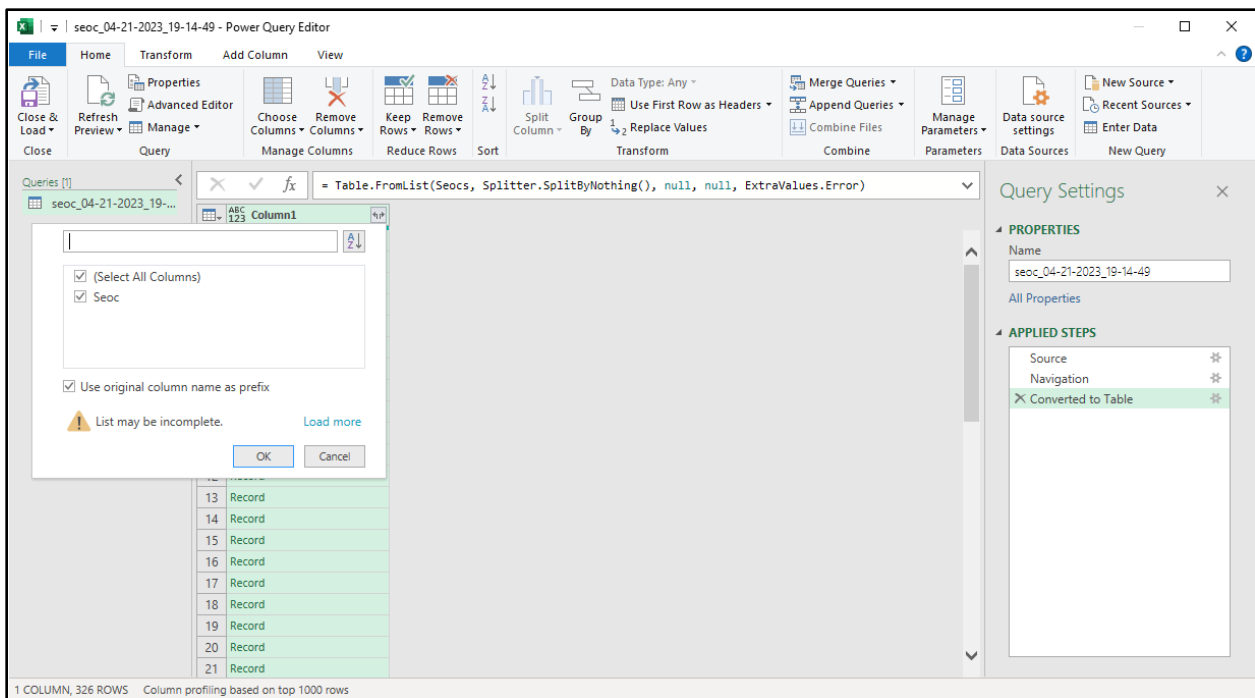 seoc_04-21-2023_19-14-49 - Power Query Editor
File Home Transform Add Column View
Close & Load
Refresh Preview
Properties
Advanced Editor
Manage
Choose Columns
Remove Columns
Keep Rows
Remove Rows
Split Column
Group By
Data Type: Any
Use First Row as Headers
Replace Values
Merge Queries
Append Queries
Combine Files
Manage Parameters
Data source settings
New Source
Recent Sources
Enter Data
Close Query Manage Columns Reduce Rows Sort Transform Combine Parameters Data Sources New Query
Queries [1]
seoc_04-21-2023_19-...
fx = Table.FromList(Seocs, Splitter.SplitByNothing(), null, null, ExtraValues.Error)
ABC 123 Column1
(Select All Columns)
Seoc
Use original column name as prefix
List may be incomplete. Load more
OK Cancel
12 Record
13 Record
14 Record
15 Record
16 Record
17 Record
18 Record
19 Record
20 Record
21 Record
Query Settings
PROPERTIES
Name
seoc_04-21-2023_19-14-49
All Properties
APPLIED STEPS
Source
Navigation
Converted to Table
1 COLUMN, 326 ROWS Column profiling based on top 1000 rows